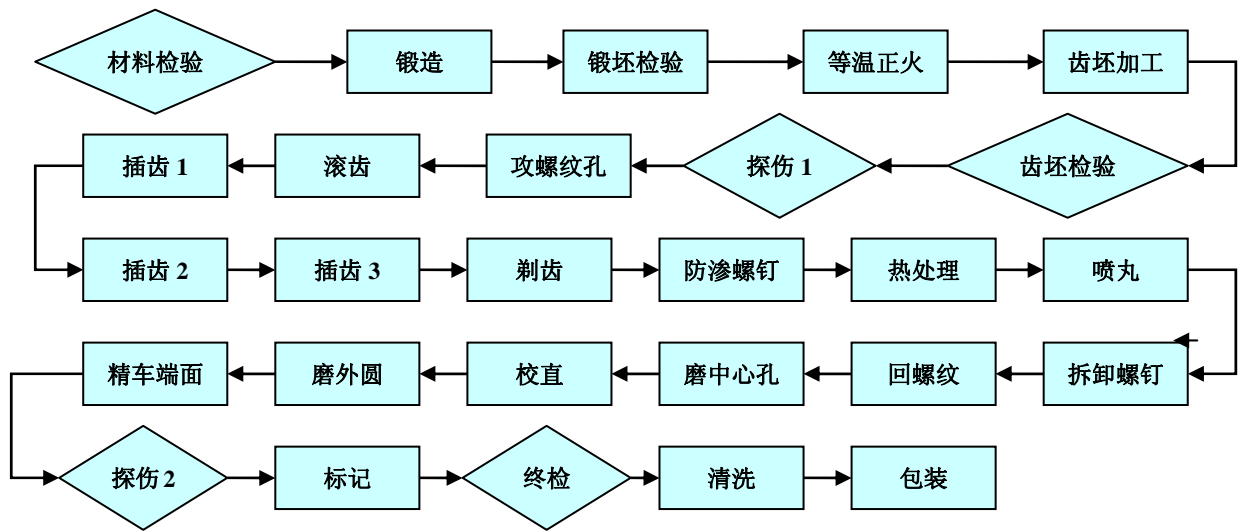 材料检验 锻造 锻坯检验 等温正火 齿坯加工
插齿 1 滚齿 攻螺纹孔 探伤 1 齿坯检验
插齿 2 插齿 3 剃齿 防渗螺钉 热处理 喷丸
精车端面 磨外圆 校直 磨中心孔 回螺纹 拆卸螺钉
探伤 2 标记 终检 清洗 包装